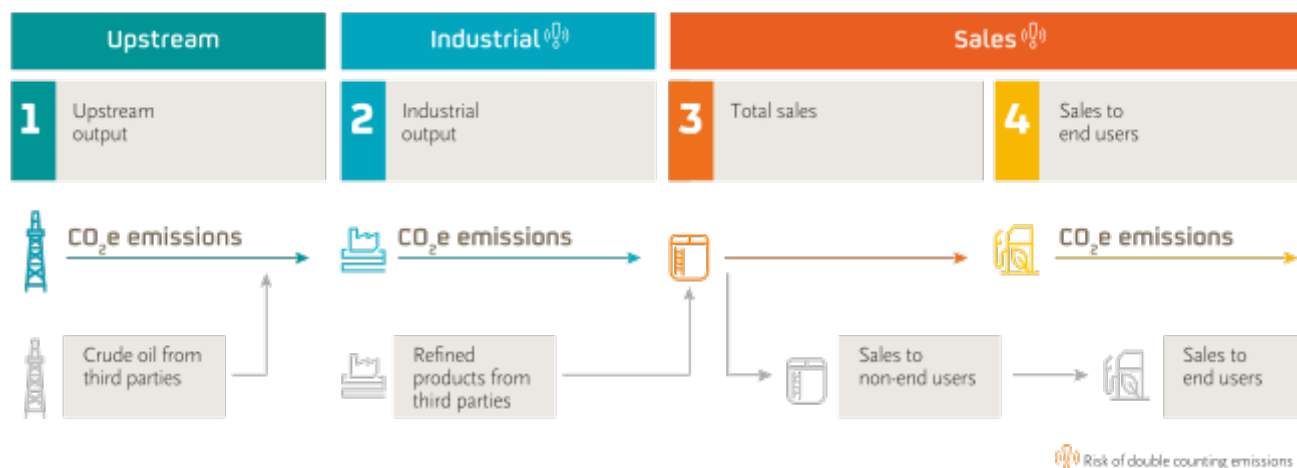 Upstream
Industrial
Sales
1
Upstream
output
2
Industrial
output
3
Total sales
4
Sales to
end users
CO₂e emissions
CO₂e emissions
CO₂e emissions
Crude oil from
third parties
Refined
products from
third parties
Sales to
non-end users
Sales to
end users
Risk of double counting emissions